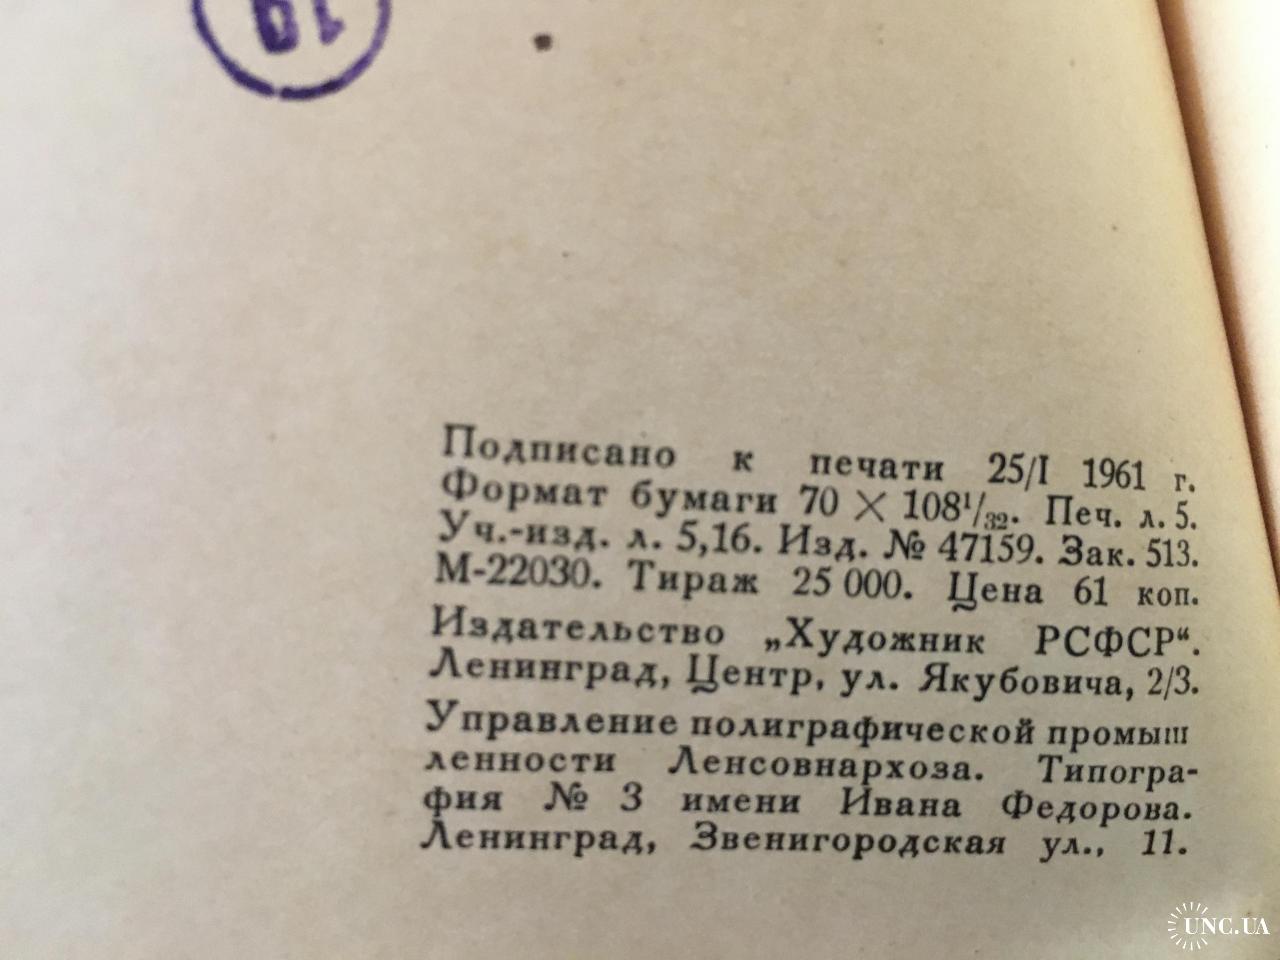 19
Подписано к печати 25/I 1961 г.
Формат бумаги 70 × 108¹/₃₂. Печ. л. 5.
Уч.-изд. л. 5,16. Изд. № 47159. Зак. 513.
М-22030. Тираж 25 000. Цена 61 коп.
Издательство „Художник РСФСР“.
Ленинград, Центр, ул. Якубовича, 2/3.
Управление полиграфической промыш
ленности Ленсовнархоза. Типогра-
фия № 3 имени Ивана Федорова.
Ленинград, Звенигородская ул., 11.
UNC.UA